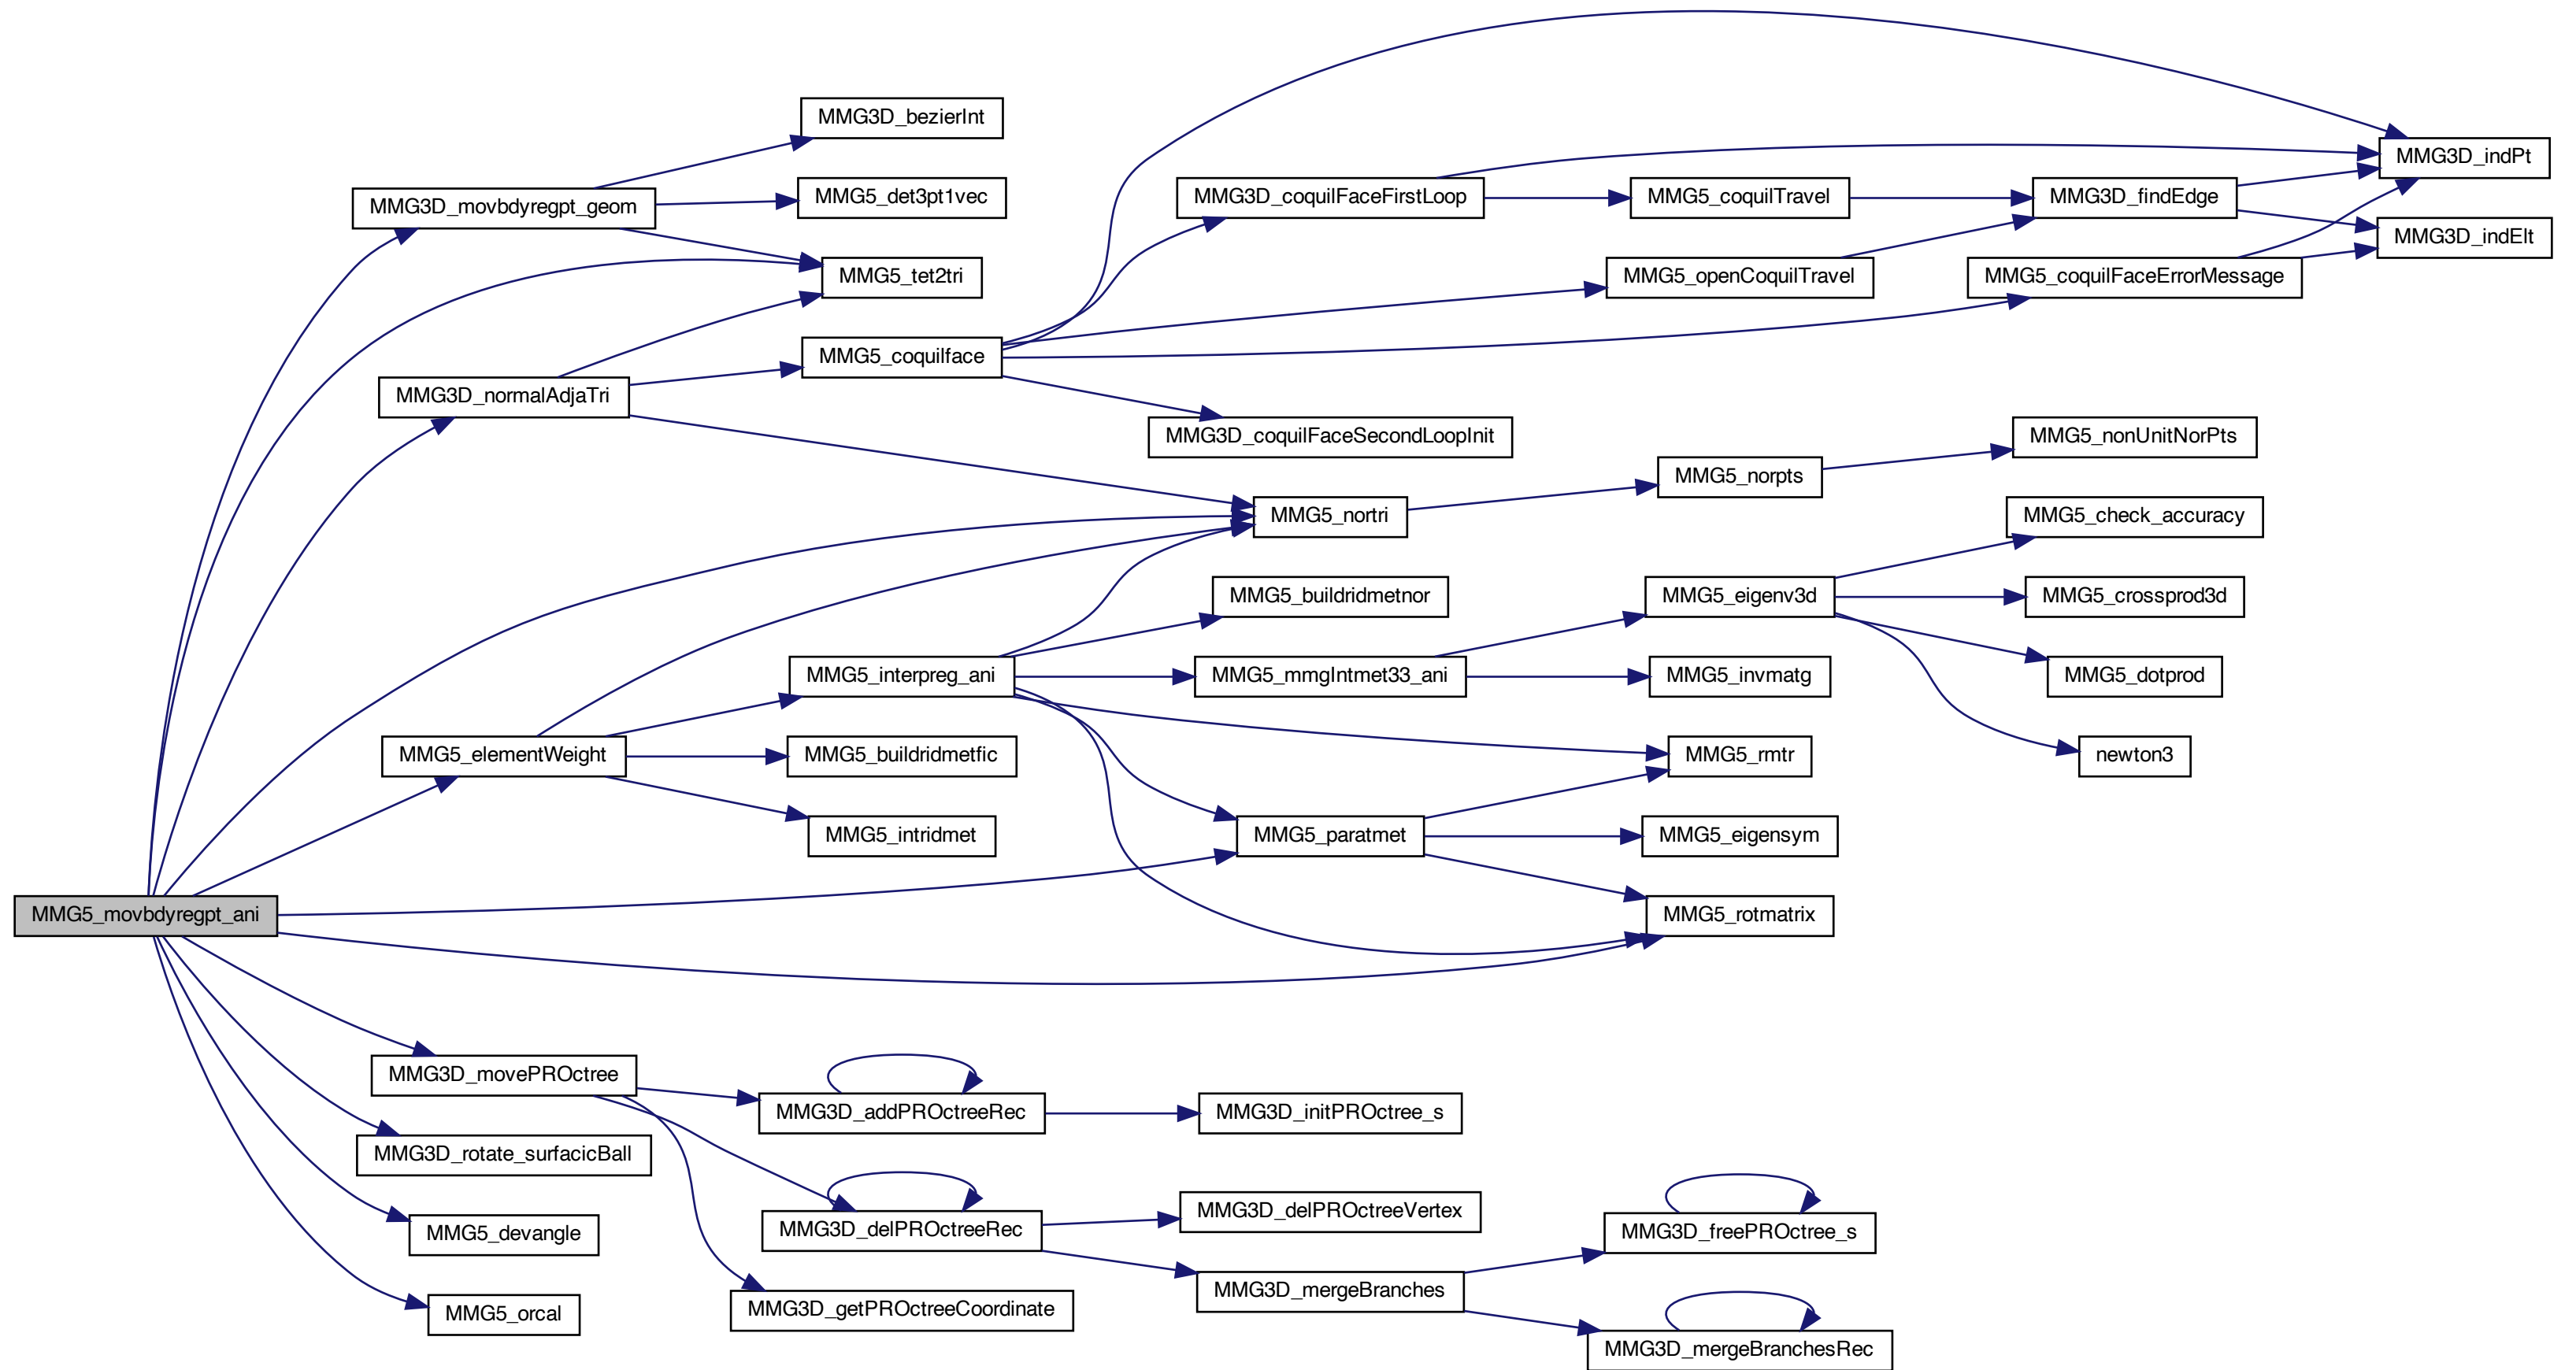 MMG5_movbdyregpt_ani
MMG3D_movbdyregpt_geom
MMG3D_normalAdjaTri
MMG5_elementWeight
MMG3D_movePROctree
MMG3D_rotate_surfacicBall
MMG5_devangle
MMG5_orcal
MMG3D_bezierInt
MMG5_det3pt1vec
MMG5_tet2tri
MMG5_coquilface
MMG5_interpreg_ani
MMG5_buildridmetfic
MMG5_intridmet
MMG3D_addPROctreeRec
MMG3D_delPROctreeRec
MMG3D_getPROctreeCoordinate
MMG3D_coquilFaceFirstLoop
MMG3D_coquilFaceSecondLoopInit
MMG5_nortri
MMG5_buildridmetnor
MMG5_mmgIntmet33_ani
MMG5_paratmet
MMG3D_initPROctree_s
MMG3D_delPROctreeVertex
MMG3D_mergeBranches
MMG5_coquilTravel
MMG5_openCoquilTravel
MMG5_norpts
MMG5_eigenv3d
MMG5_invmatg
MMG5_rmtr
MMG5_eigensym
MMG5_rotmatrix
MMG3D_freePROctree_s
MMG3D_mergeBranchesRec
MMG3D_findEdge
MMG5_coquilFaceErrorMessage
MMG5_nonUnitNorPts
MMG5_check_accuracy
MMG5_crossprod3d
MMG5_dotprod
newton3
MMG3D_indPt
MMG3D_indElt